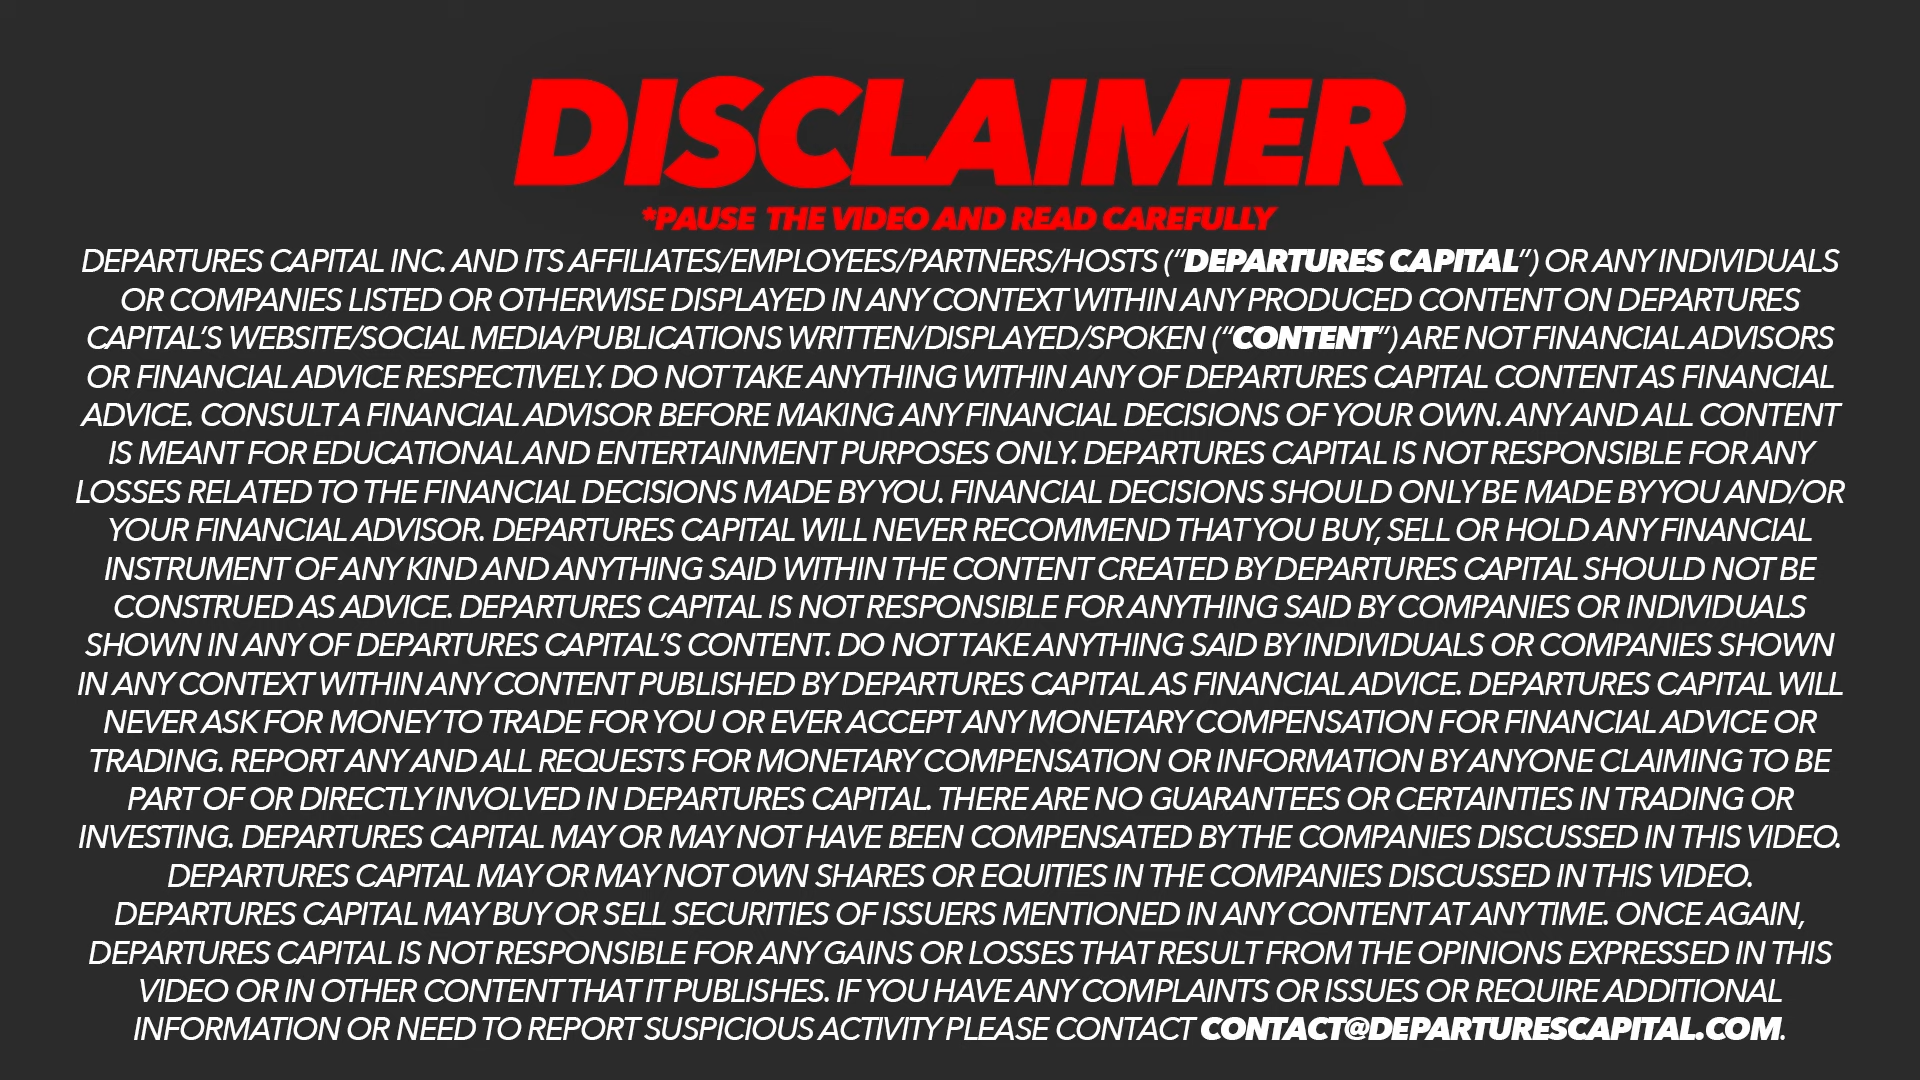 DISCLAIMER
*PAUSE THE VIDEO AND READ CAREFULLY
DEPARTURES CAPITAL INC. AND ITS AFFILIATES/EMPLOYEES/PARTNERS/HOSTS (“DEPARTURES CAPITAL”) OR ANY INDIVIDUALS
OR COMPANIES LISTED OR OTHERWISE DISPLAYED IN ANY CONTEXT WITHIN ANY PRODUCED CONTENT ON DEPARTURES
CAPITAL’S WEBSITE/SOCIAL MEDIA/PUBLICATIONS WRITTEN/DISPLAYED/SPOKEN (“CONTENT”) ARE NOT FINANCIAL ADVISORS
OR FINANCIAL ADVICE RESPECTIVELY. DO NOT TAKE ANYTHING WITHIN ANY OF DEPARTURES CAPITAL CONTENT AS FINANCIAL
ADVICE. CONSULT A FINANCIAL ADVISOR BEFORE MAKING ANY FINANCIAL DECISIONS OF YOUR OWN. ANY AND ALL CONTENT
IS MEANT FOR EDUCATIONAL AND ENTERTAINMENT PURPOSES ONLY. DEPARTURES CAPITAL IS NOT RESPONSIBLE FOR ANY
LOSSES RELATED TO THE FINANCIAL DECISIONS MADE BY YOU. FINANCIAL DECISIONS SHOULD ONLY BE MADE BY YOU AND/OR
YOUR FINANCIAL ADVISOR. DEPARTURES CAPITAL WILL NEVER RECOMMEND THAT YOU BUY, SELL OR HOLD ANY FINANCIAL
INSTRUMENT OF ANY KIND AND ANYTHING SAID WITHIN THE CONTENT CREATED BY DEPARTURES CAPITAL SHOULD NOT BE
CONSTRUED AS ADVICE. DEPARTURES CAPITAL IS NOT RESPONSIBLE FOR ANYTHING SAID BY COMPANIES OR INDIVIDUALS
SHOWN IN ANY OF DEPARTURES CAPITAL’S CONTENT. DO NOT TAKE ANYTHING SAID BY INDIVIDUALS OR COMPANIES SHOWN
IN ANY CONTEXT WITHIN ANY CONTENT PUBLISHED BY DEPARTURES CAPITAL AS FINANCIAL ADVICE. DEPARTURES CAPITAL WILL
NEVER ASK FOR MONEY TO TRADE FOR YOU OR EVER ACCEPT ANY MONETARY COMPENSATION FOR FINANCIAL ADVICE OR
TRADING. REPORT ANY AND ALL REQUESTS FOR MONETARY COMPENSATION OR INFORMATION BY ANYONE CLAIMING TO BE
PART OF OR DIRECTLY INVOLVED IN DEPARTURES CAPITAL. THERE ARE NO GUARANTEES OR CERTAINTIES IN TRADING OR
INVESTING. DEPARTURES CAPITAL MAY OR MAY NOT HAVE BEEN COMPENSATED BY THE COMPANIES DISCUSSED IN THIS VIDEO.
DEPARTURES CAPITAL MAY OR MAY NOT OWN SHARES OR EQUITIES IN THE COMPANIES DISCUSSED IN THIS VIDEO.
DEPARTURES CAPITAL MAY BUY OR SELL SECURITIES OF ISSUERS MENTIONED IN ANY CONTENT AT ANY TIME. ONCE AGAIN,
DEPARTURES CAPITAL IS NOT RESPONSIBLE FOR ANY GAINS OR LOSSES THAT RESULT FROM THE OPINIONS EXPRESSED IN THIS
VIDEO OR IN OTHER CONTENT THAT IT PUBLISHES. IF YOU HAVE ANY COMPLAINTS OR ISSUES OR REQUIRE ADDITIONAL
INFORMATION OR NEED TO REPORT SUSPICIOUS ACTIVITY PLEASE CONTACT CONTACT@DEPARTURESCAPITAL.COM.